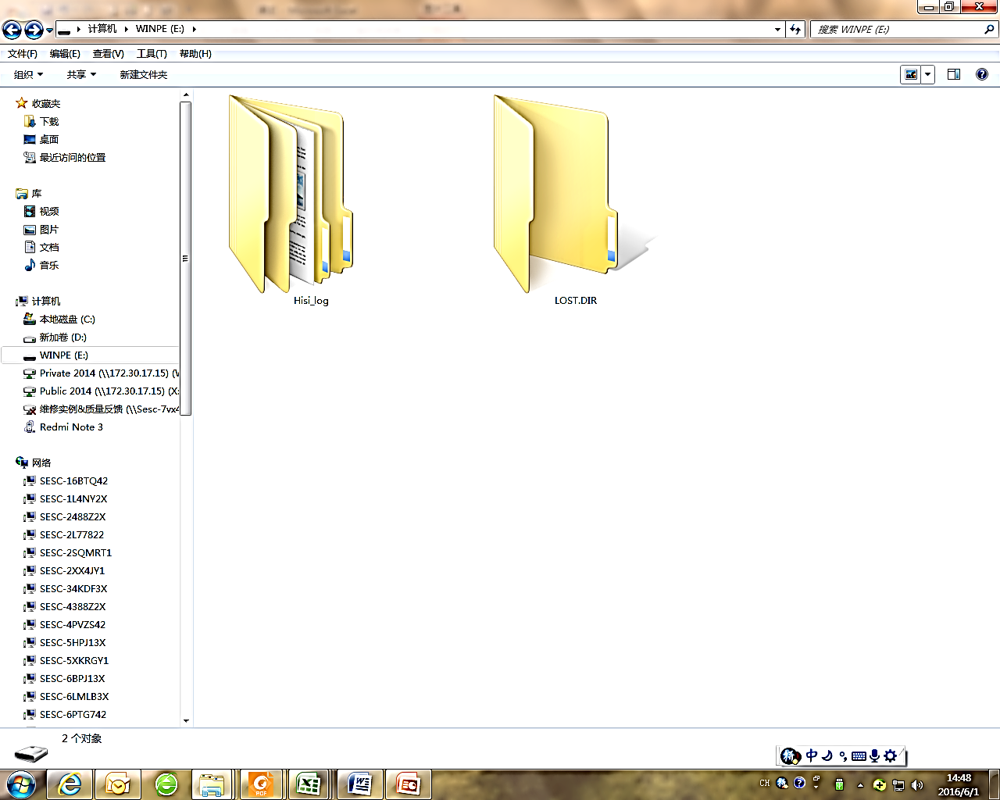 计算机 WINPE (E:)
搜索 WINPE (E:)
文件(F) 编辑(E) 查看(V) 工具(T) 帮助(H)
组织 共享 新建文件夹
收藏夹
下载
桌面
最近访问的位置
库
视频
图片
文档
音乐
计算机
本地磁盘 (C:)
新加卷 (D:)
WINPE (E:)
Private 2014 (\\172.30.17.15) (
Public 2014 (\\172.30.17.15) (X:
维修实例&质量反馈 (\\Sesc-7vx4
Redmi Note 3
网络
SESC-16BTQ42
SESC-1L4NY2X
SESC-2488Z2X
SESC-2L77822
SESC-2SQMRT1
SESC-2XX4JY1
SESC-34KDF3X
SESC-4388Z2X
SESC-4PVZS42
SESC-5HPJ13X
SESC-5XKRGY1
SESC-6BPJ13X
SESC-6LMLB3X
SESC-6PTG742
Hisi_log
LOST.DIR
2 个对象
中
PDF
CH
14:48
2016/6/1